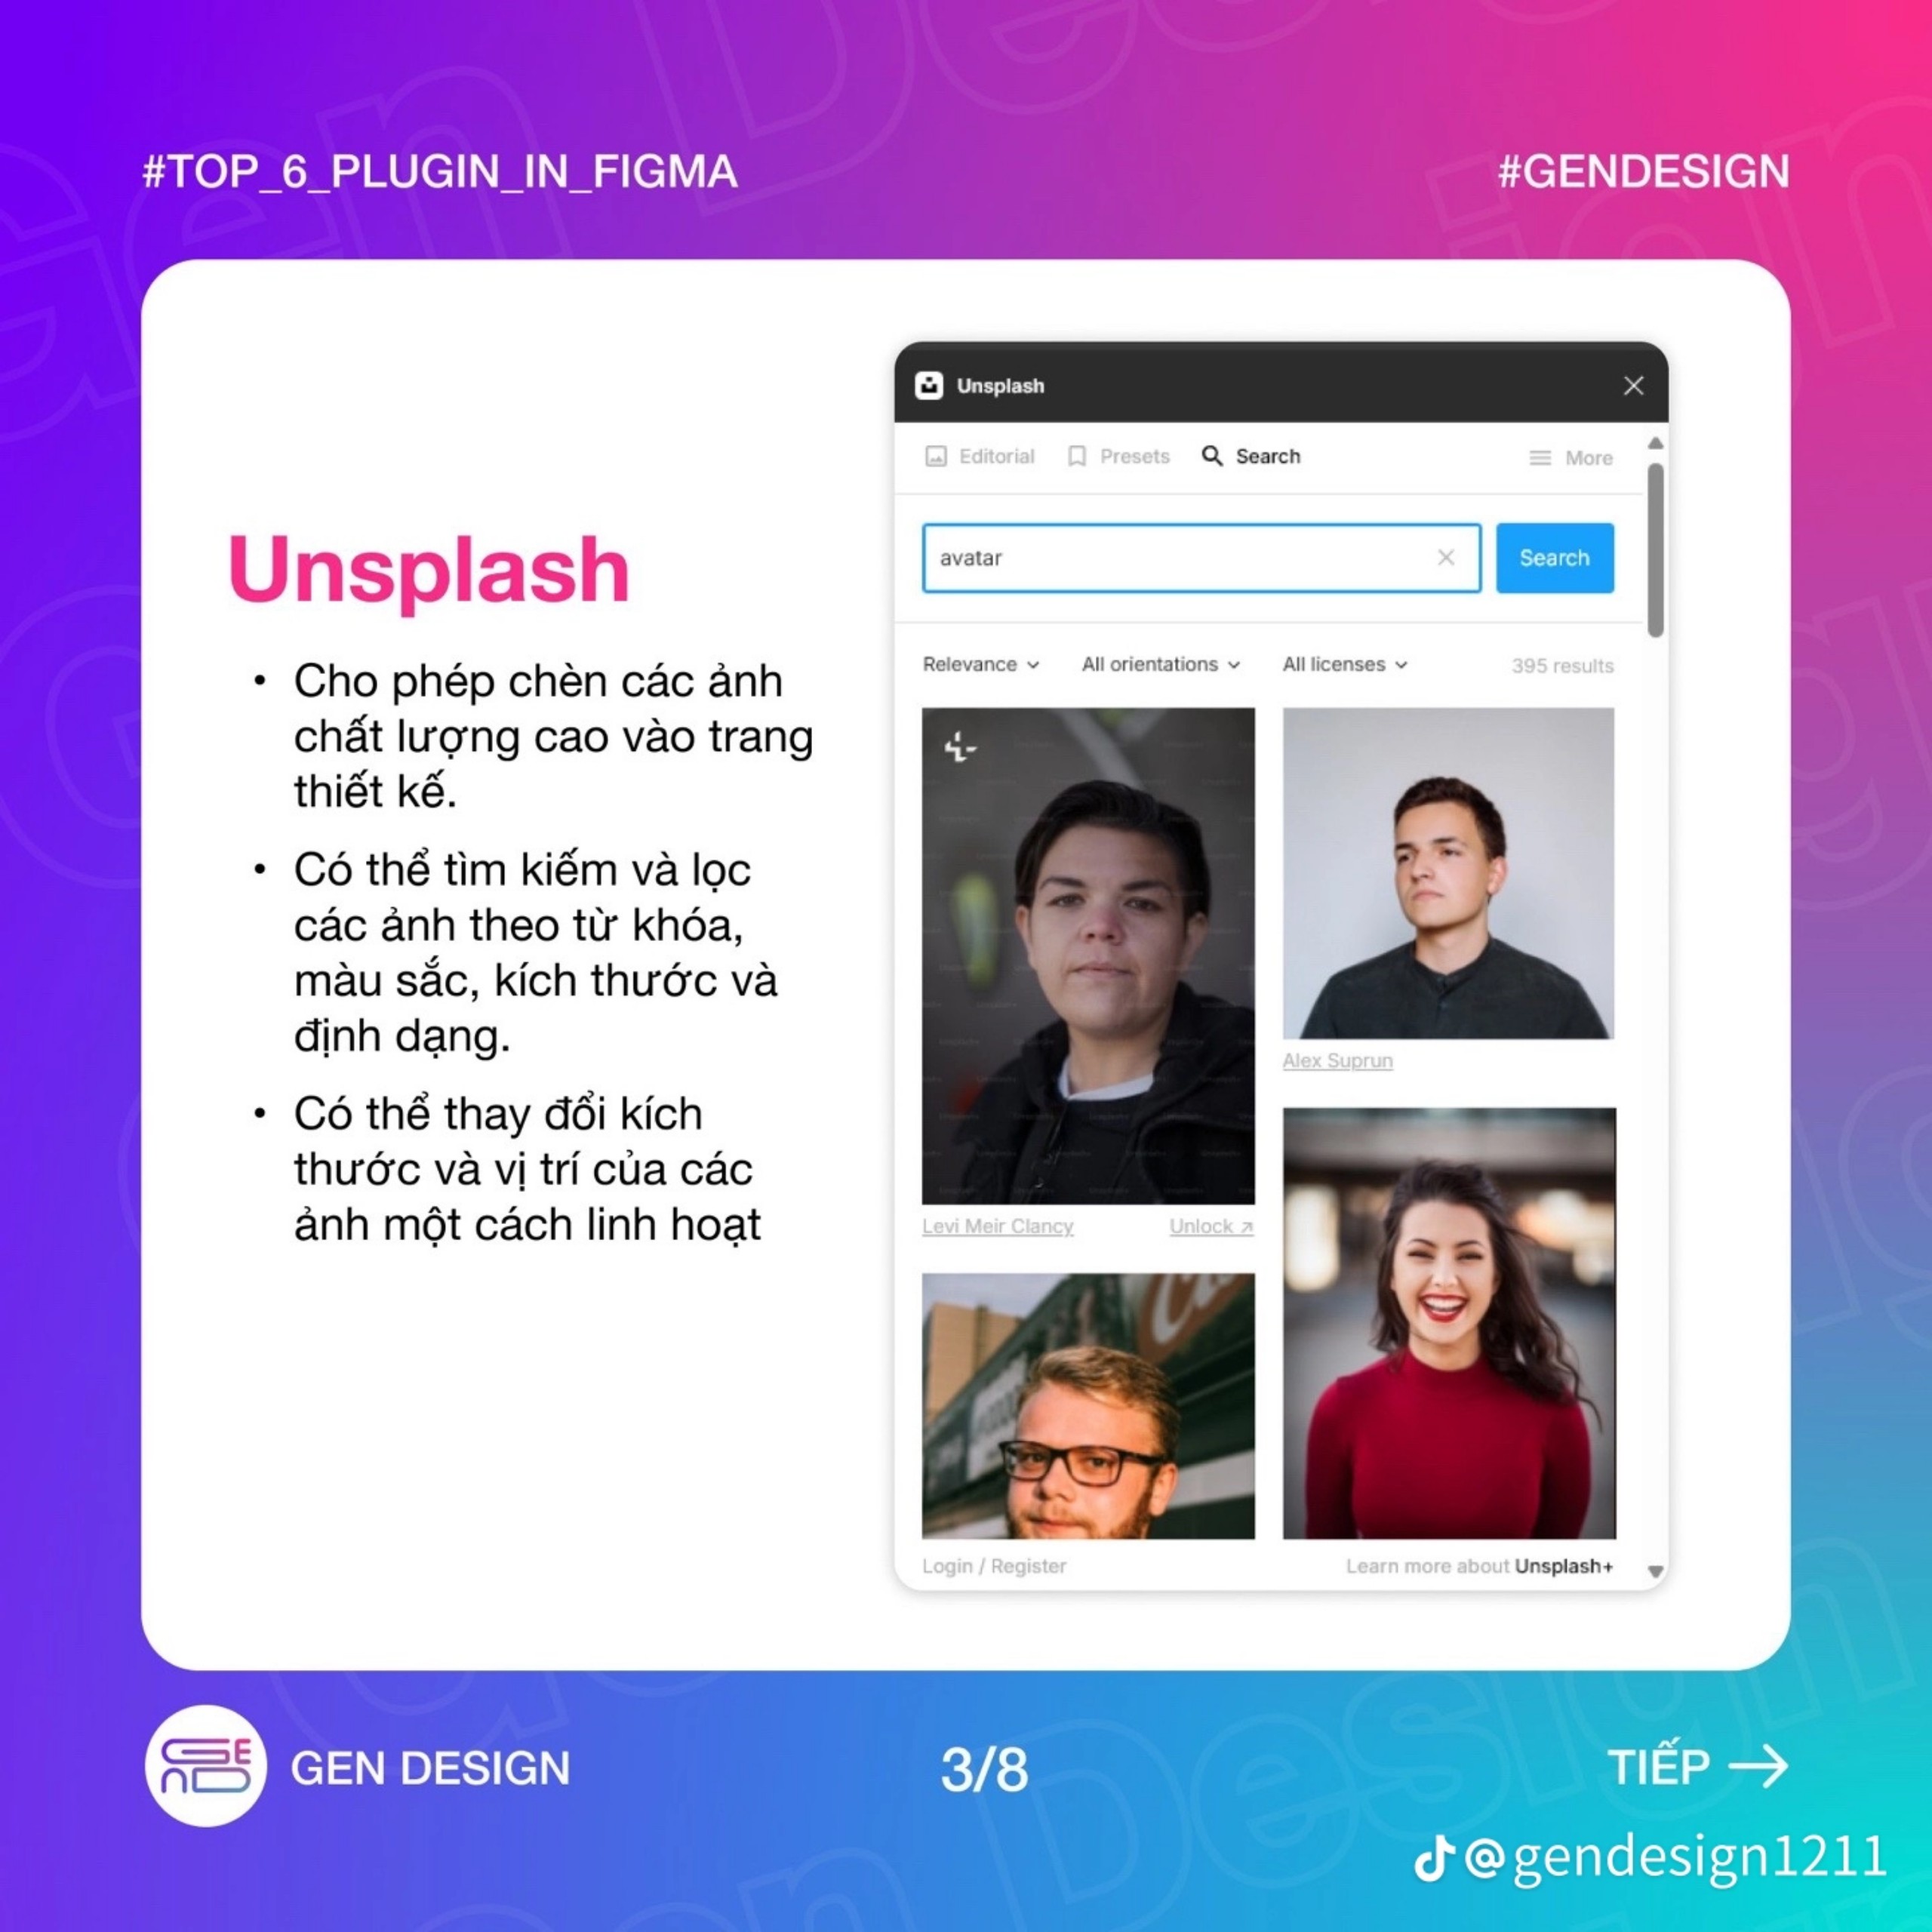 #TOP_6_PLUGIN_IN_FIGMA
#GENDESIGN
Unsplash
• Cho phép chèn các ảnh
chất lượng cao vào trang
thiết kế.
• Có thể tìm kiếm và lọc
các ảnh theo từ khóa,
màu sắc, kích thước và
định dạng.
• Có thể thay đổi kích
thước và vị trí của các
ảnh một cách linh hoạt
Unsplash
Editorial Presets Search More
avatar Search
Relevance All orientations All licenses 395 results
Alex Suprun
Levi Meir Clancy Unlock ↗
Login / Register Learn more about Unsplash+
GEN DESIGN
3/8
TIẾP →
@gendesign1211